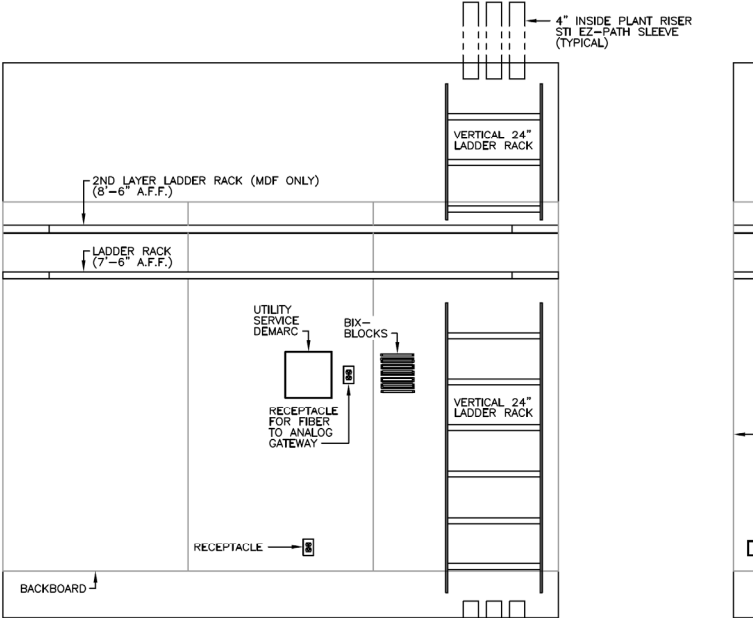 4" INSIDE PLANT RISER
STI EZ-PATH SLEEVE
(TYPICAL)
VERTICAL 24"
LADDER RACK
2ND LAYER LADDER RACK (MDF ONLY)
(8'-6" A.F.F.)
LADDER RACK
(7'-6" A.F.F.)
UTILITY
SERVICE
DEMARC
BIX-
BLOCKS
RECEPTACLE
FOR FIBER
TO ANALOG
GATEWAY
VERTICAL 24"
LADDER RACK
RECEPTACLE
BACKBOARD